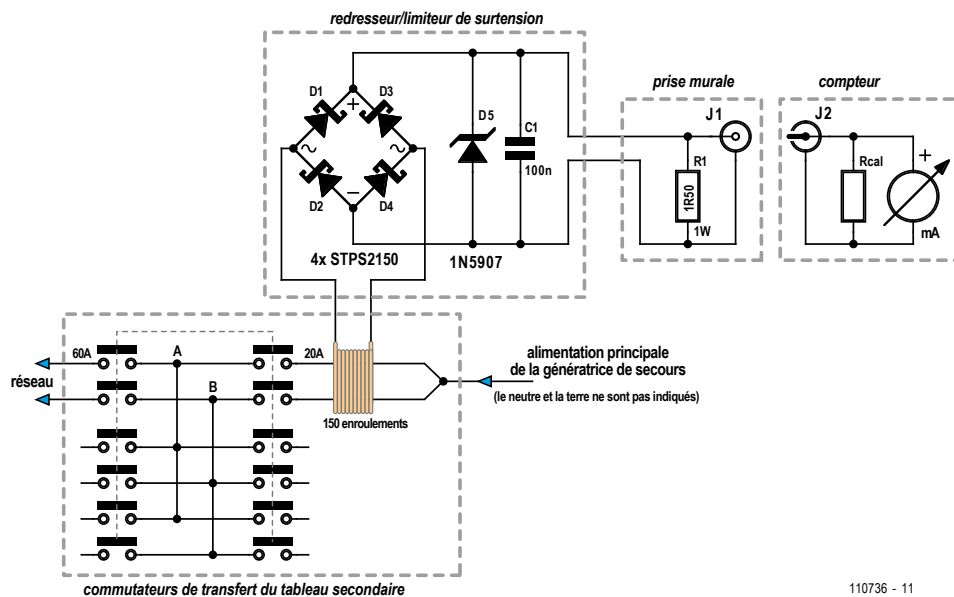 redresseur/limiteur de surtension
D1
D3
+
~
~
D2
D4
–
4x STPS2150
D5
1N5907
C1
100n
prise murale
J1
R1
1R50
1W
compteur
J2
Rcal
+
mA
60A
A
20A
réseau
B
150 enroulements
alimentation principale
de la génératrice de secours
(le neutre et la terre ne sont pas indiqués)
commutateurs de transfert du tableau secondaire
110736 - 11